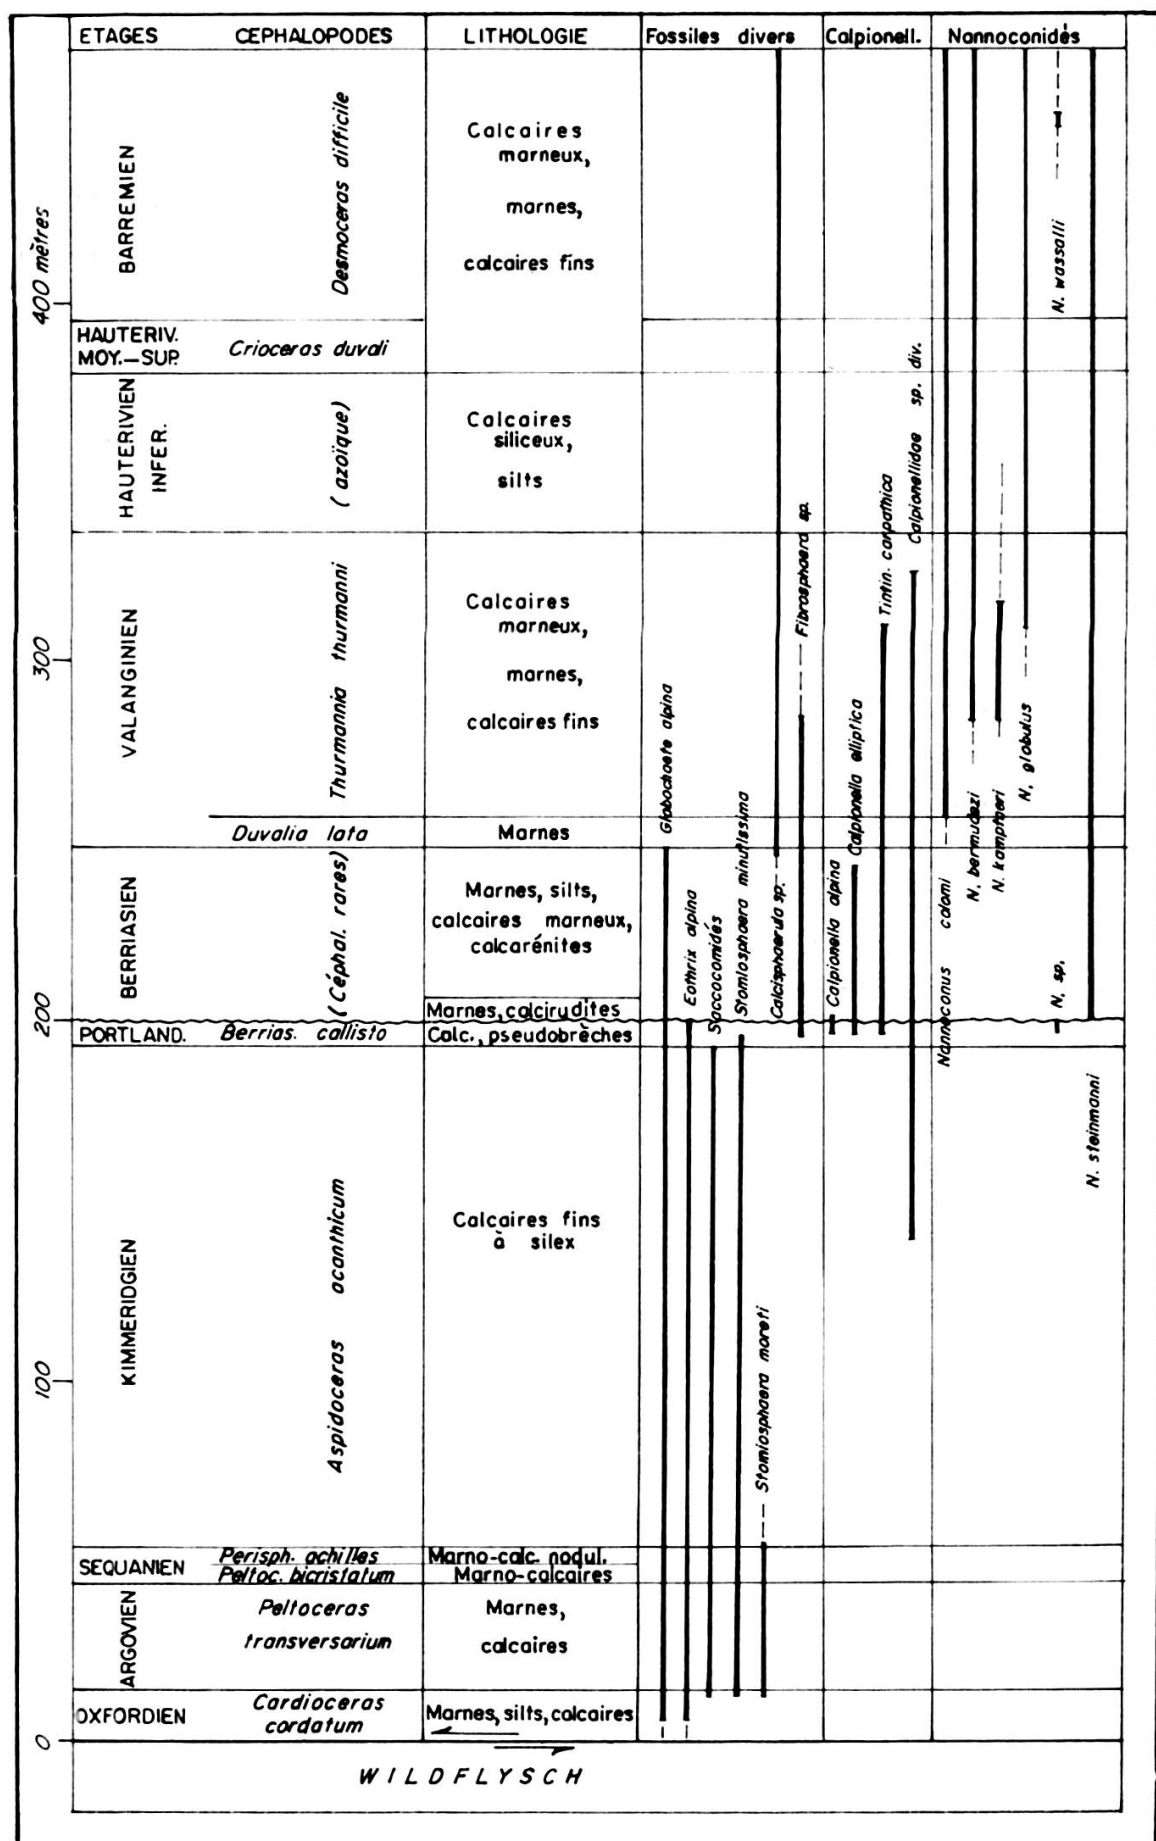 ETAGES CEPHALOPODES LITHOLOGIE Fossiles divers Calpionell. Nannoconidés
400 mètres
300
200
100
0
BARREMIEN
Desmoceras difficile
Calcaires
marneux,
marnes,
calcaires fins
HAUTERIV.
MOY.—SUP.
Crioceras duvali
HAUTERIVIEN
INFER.
(azoïque)
Calcaires
siliceux,
silts
VALANGINIEN
Thurmannia thurmanni
Calcaires
marneux,
marnes,
calcaires fins
Duvalia lata
Marnes
BERRIASIEN
(Céphal. rares)
Marnes, silts,
calcaires marneux,
calcarénites
Marnes, calcirudites
PORTLAND.
Berrias. callisto
Calc., pseudobrèches
KIMMERIDGIEN
Aspidoceras acanthicum
Calcaires fins
à silex
SEQUANIEN
Perisph. achilles
Marno-calc. nodul.
Peltoc. bicristatum
Marno-calcaires
ARGOVIEN
Peltoceras
transversarium
Marnes,
calcaires
OXFORDIEN
Cardioceras
cordatum
Marnes, silts, calcaires
WILDFLYSCH
Globochaete alpina
Eothrix alpina
Saccocomidés
Stomiosphaera minutissima
Stomiosphaera moreti
Calcisphaerula sp.
Fibrosphaera sp.
Calpionella alpina
Calpionella elliptica
Tintin. carpathica
Calpionellidae sp. div.
Nannoconus colomi
N. bermudezi
N. kamptneri
N. globulus
N. wassalli
N. sp.
N. steinmanni